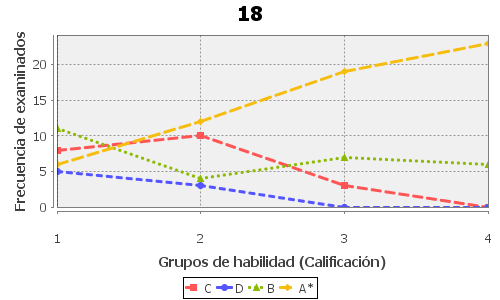 18
Frecuencia de examinados
20
15
10
5
0
1 2 3 4
Grupos de habilidad (Calificación)
C D B A*